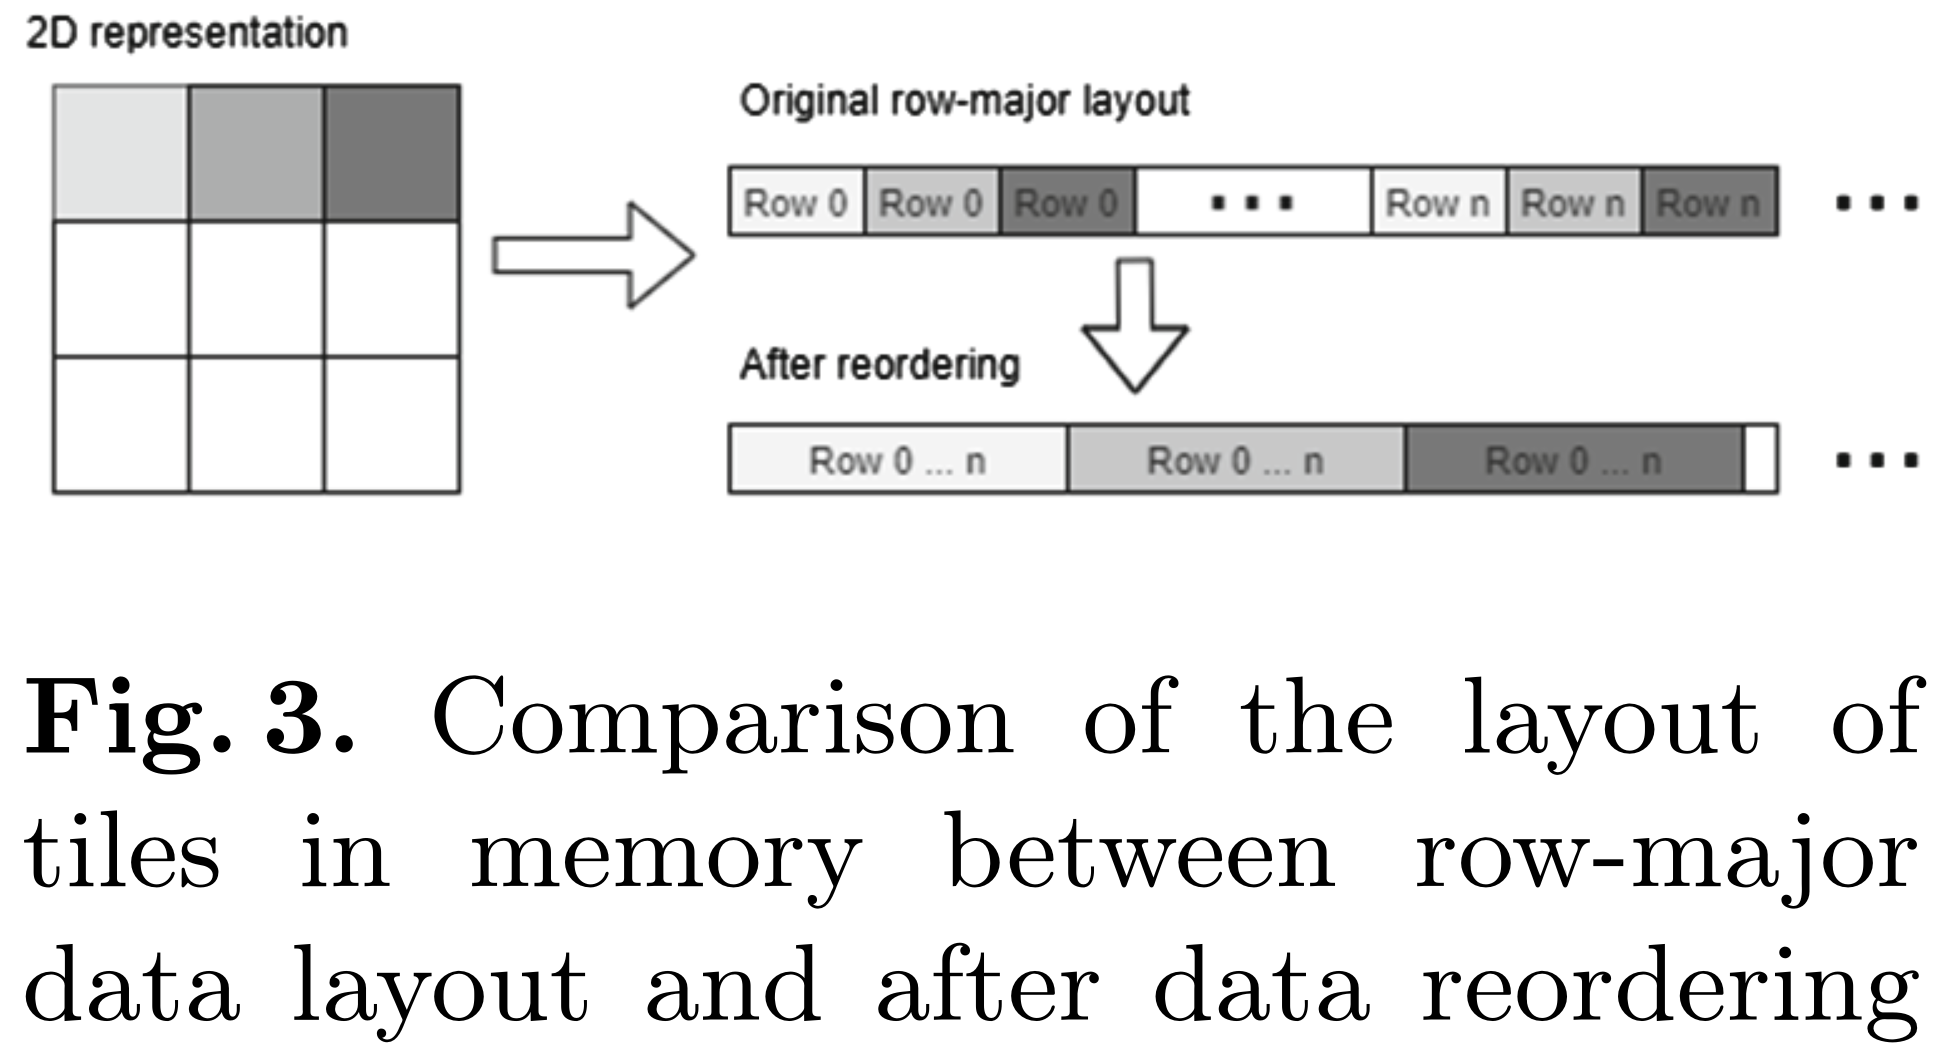 2D representation
Original row-major layout
Row 0 Row 0 Row 0 ... Row n Row n Row n ...
After reordering
Row 0 ... n Row 0 ... n Row 0 ... n ...
Fig. 3. Comparison of the layout of
tiles in memory between row-major
data layout and after data reordering